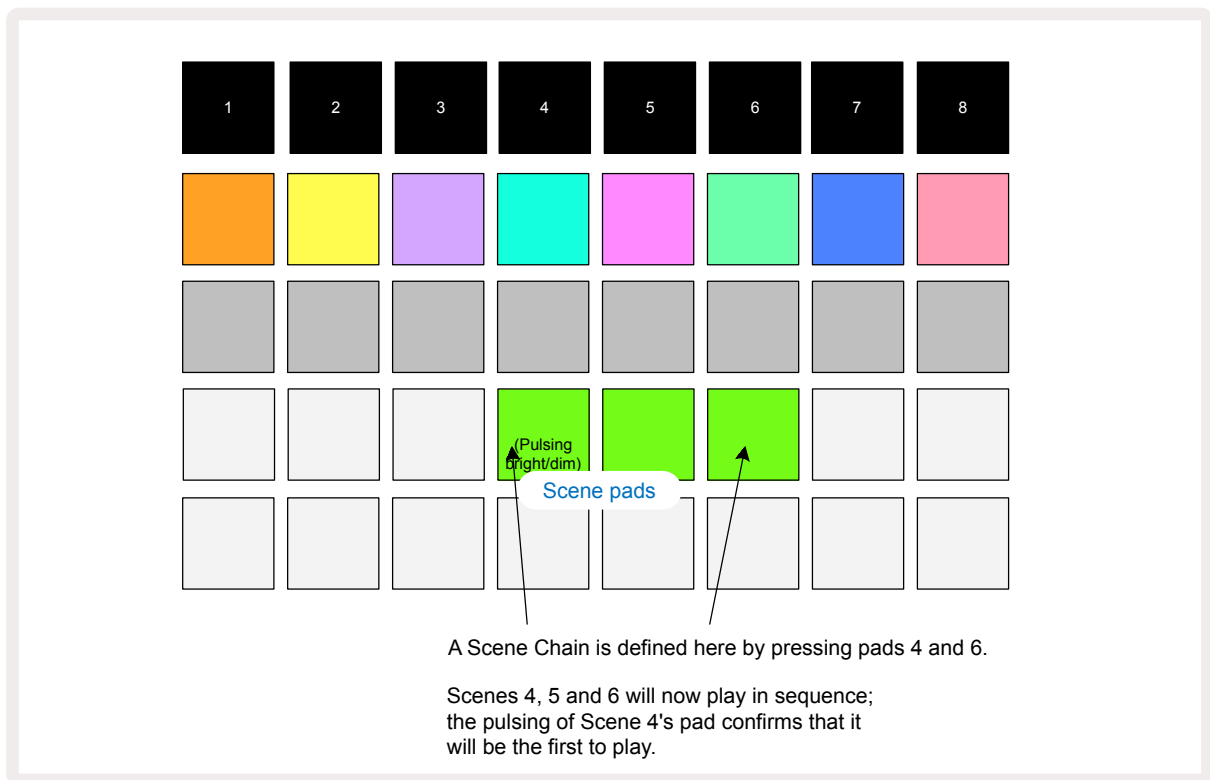 1 2 3 4 5 6 7 8
(Pulsing
bright/dim)
Scene pads
A Scene Chain is defined here by pressing pads 4 and 6.
Scenes 4, 5 and 6 will now play in sequence;
the pulsing of Scene 4's pad confirms that it
will be the first to play.